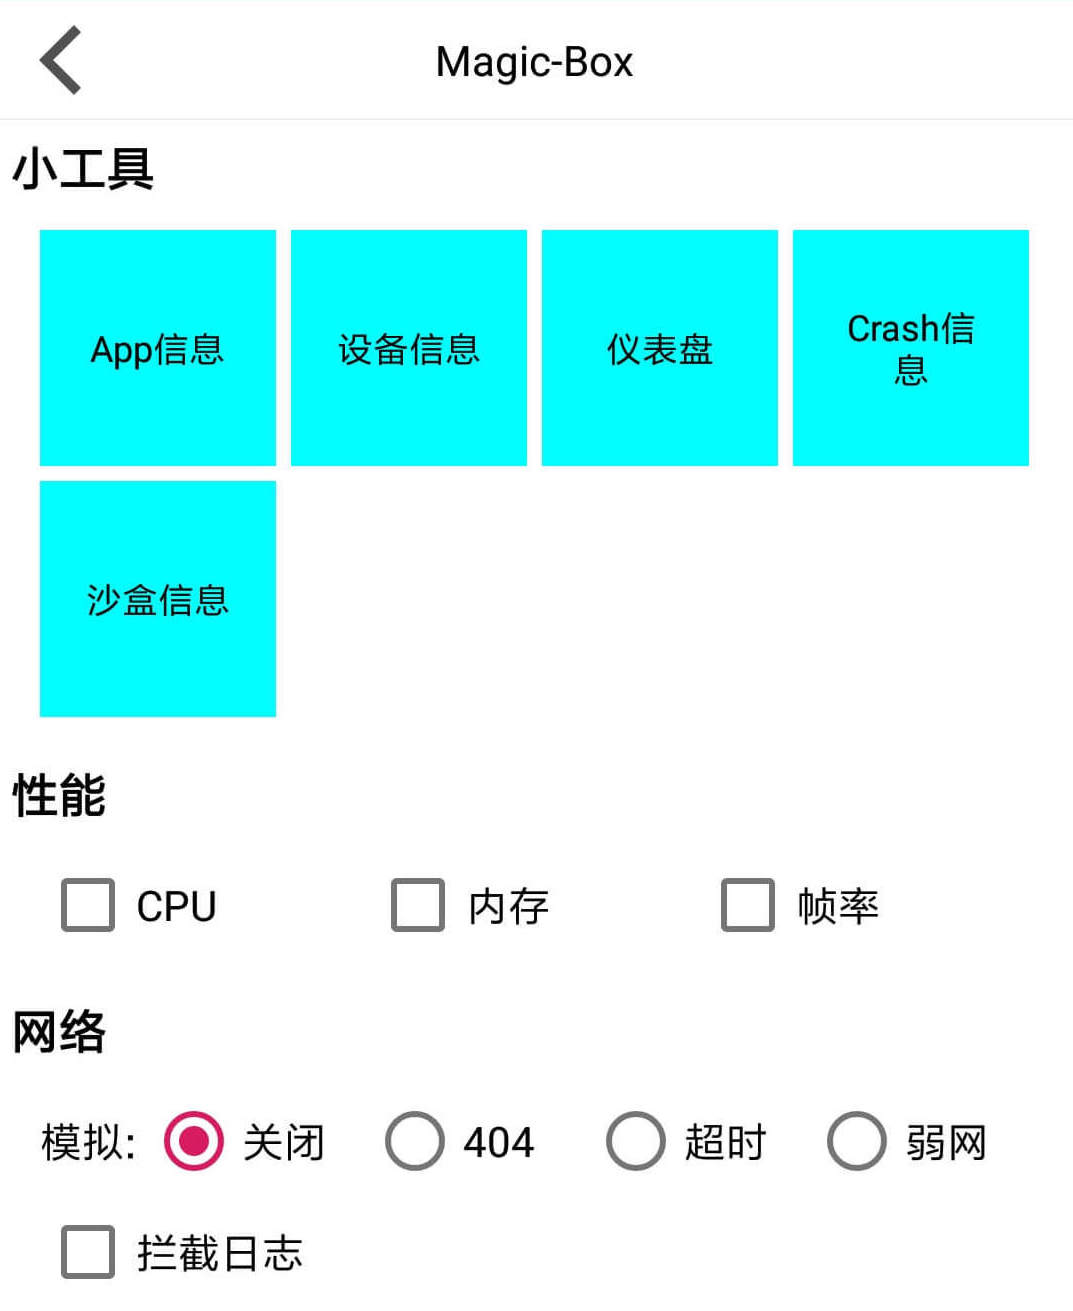 Magic-Box
小工具
App信息
设备信息
仪表盘
Crash信
息
沙盒信息
性能
CPU
内存
帧率
网络
模拟: 关闭 404 超时 弱网
拦截日志